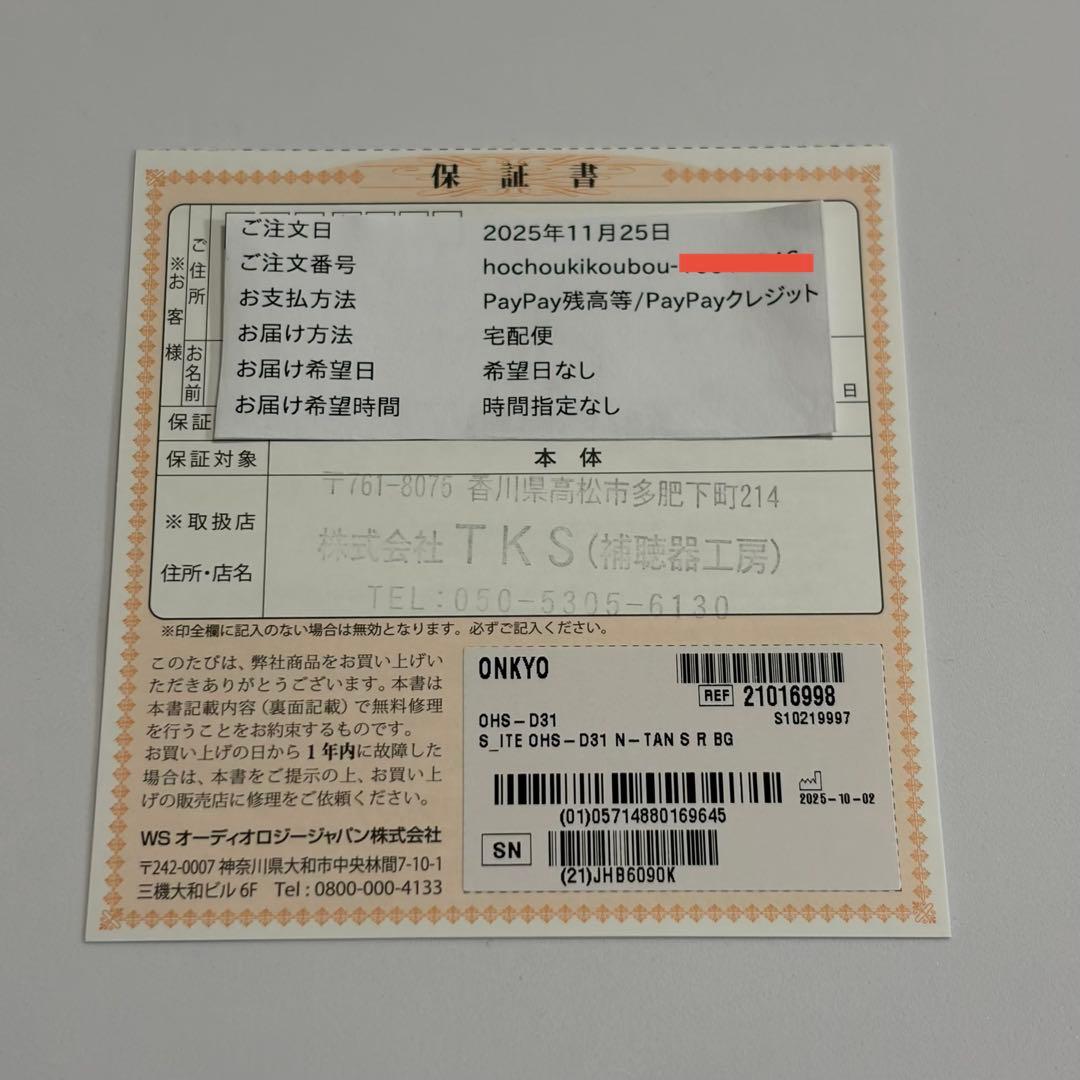 保証書
※お客様
ご住所
お名前
ご注文日 2025年11月25日
ご注文番号 hochoukikoubou-
お支払方法 PayPay残高等/PayPayクレジット
お届け方法 宅配便
お届け希望日 希望日なし
お届け希望時間 時間指定なし
日
保証
保証対象 本体
※取扱店
住所・店名
〒761-8075 香川県高松市多肥下町214
株式会社TKS(補聴器工房)
TEL:050-5305-6130
※印全欄に記入のない場合は無効となります。必ずご記入ください。
このたびは、弊社商品をお買い上げい
ただきありがとうございます。本書は
本書記載内容（裏面記載）で無料修理
を行うことをお約束するものです。
お買い上げの日から1年内に故障した
場合は、本書をご提示の上、お買い上
げの販売店に修理をご依頼ください。
WSオーディオロジージャパン株式会社
〒242-0007 神奈川県大和市中央林間7-10-1
三機大和ビル 6F Tel : 0800-000-4133
ONKYO
REF 21016998
S10219997
OHS-D31
S_ITE OHS-D31 N-TAN S R BG
2025-10-02
(01)05714880169645
SN
(21)JHB6090K